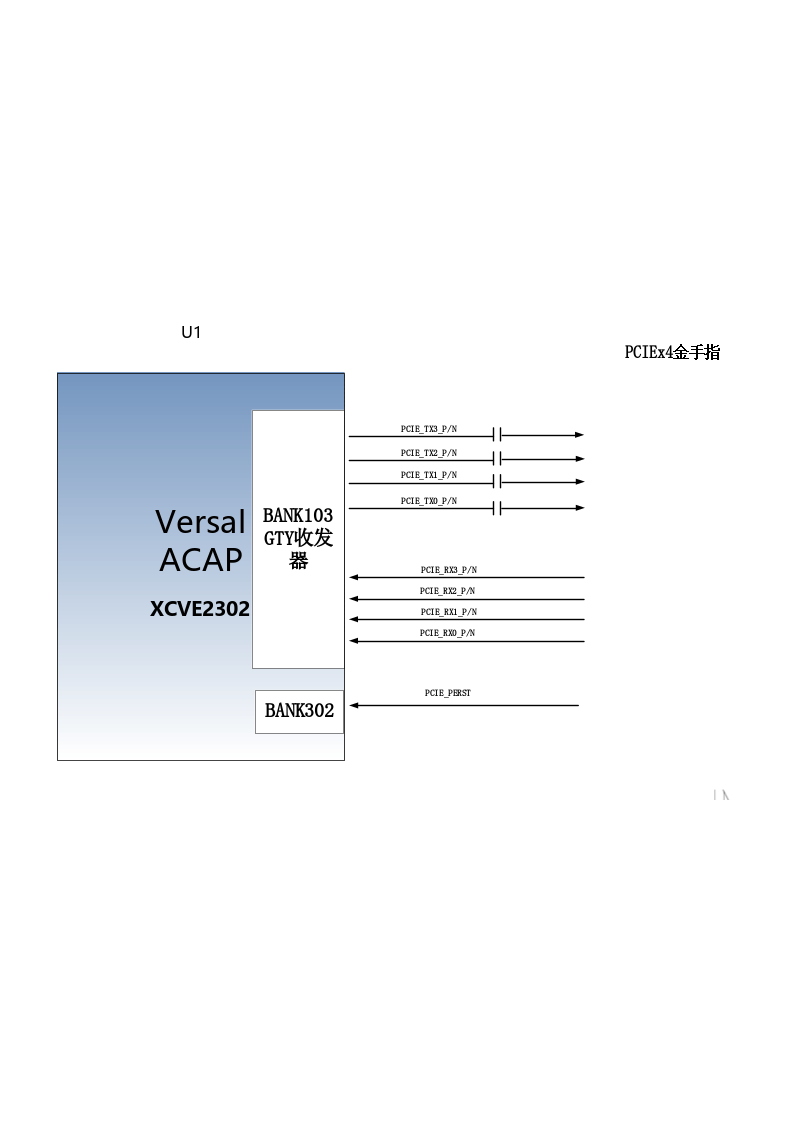 U1
PCIEx4金手指
PCIE_TX3_P/N
PCIE_TX2_P/N
PCIE_TX1_P/N
PCIE_TX0_P/N
Versal
ACAP
XCVE2302
BANK103
GTY收发
器
PCIE_RX3_P/N
PCIE_RX2_P/N
PCIE_RX1_P/N
PCIE_RX0_P/N
PCIE_PERST
BANK302